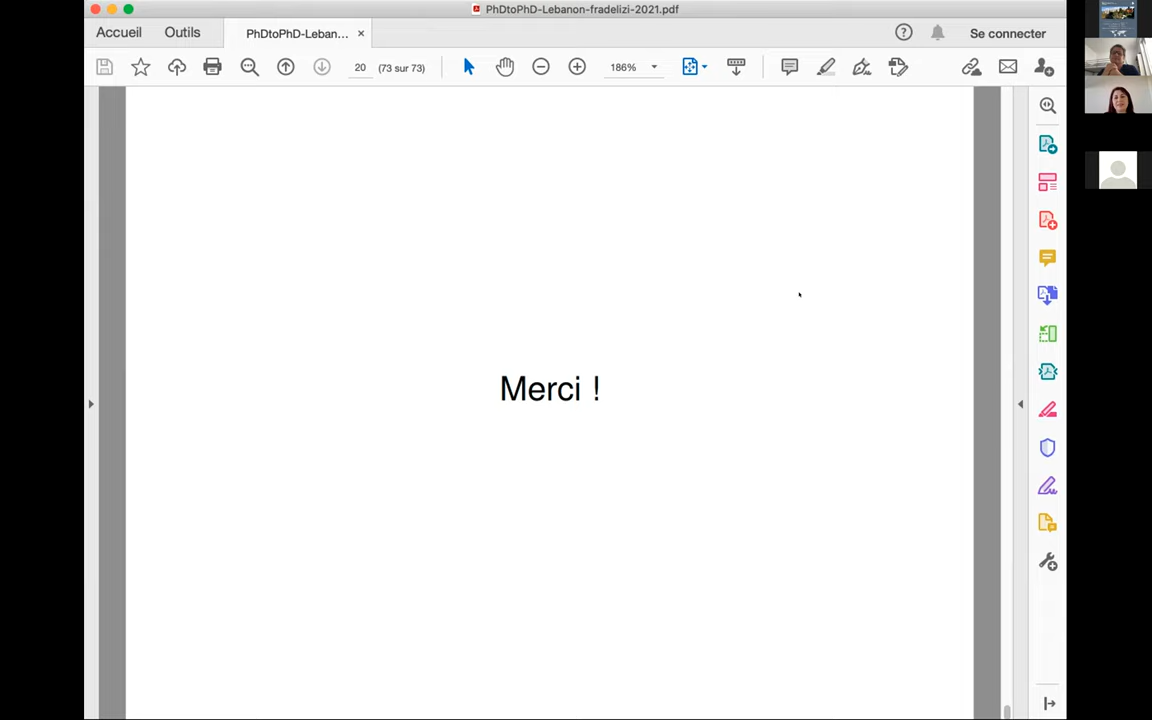 PhDtoPhD-Lebanon-fradelizi-2021.pdf
Accueil Outils PhDtoPhD-Leban... Se connecter
20 (73 sur 73) 186%
Merci !